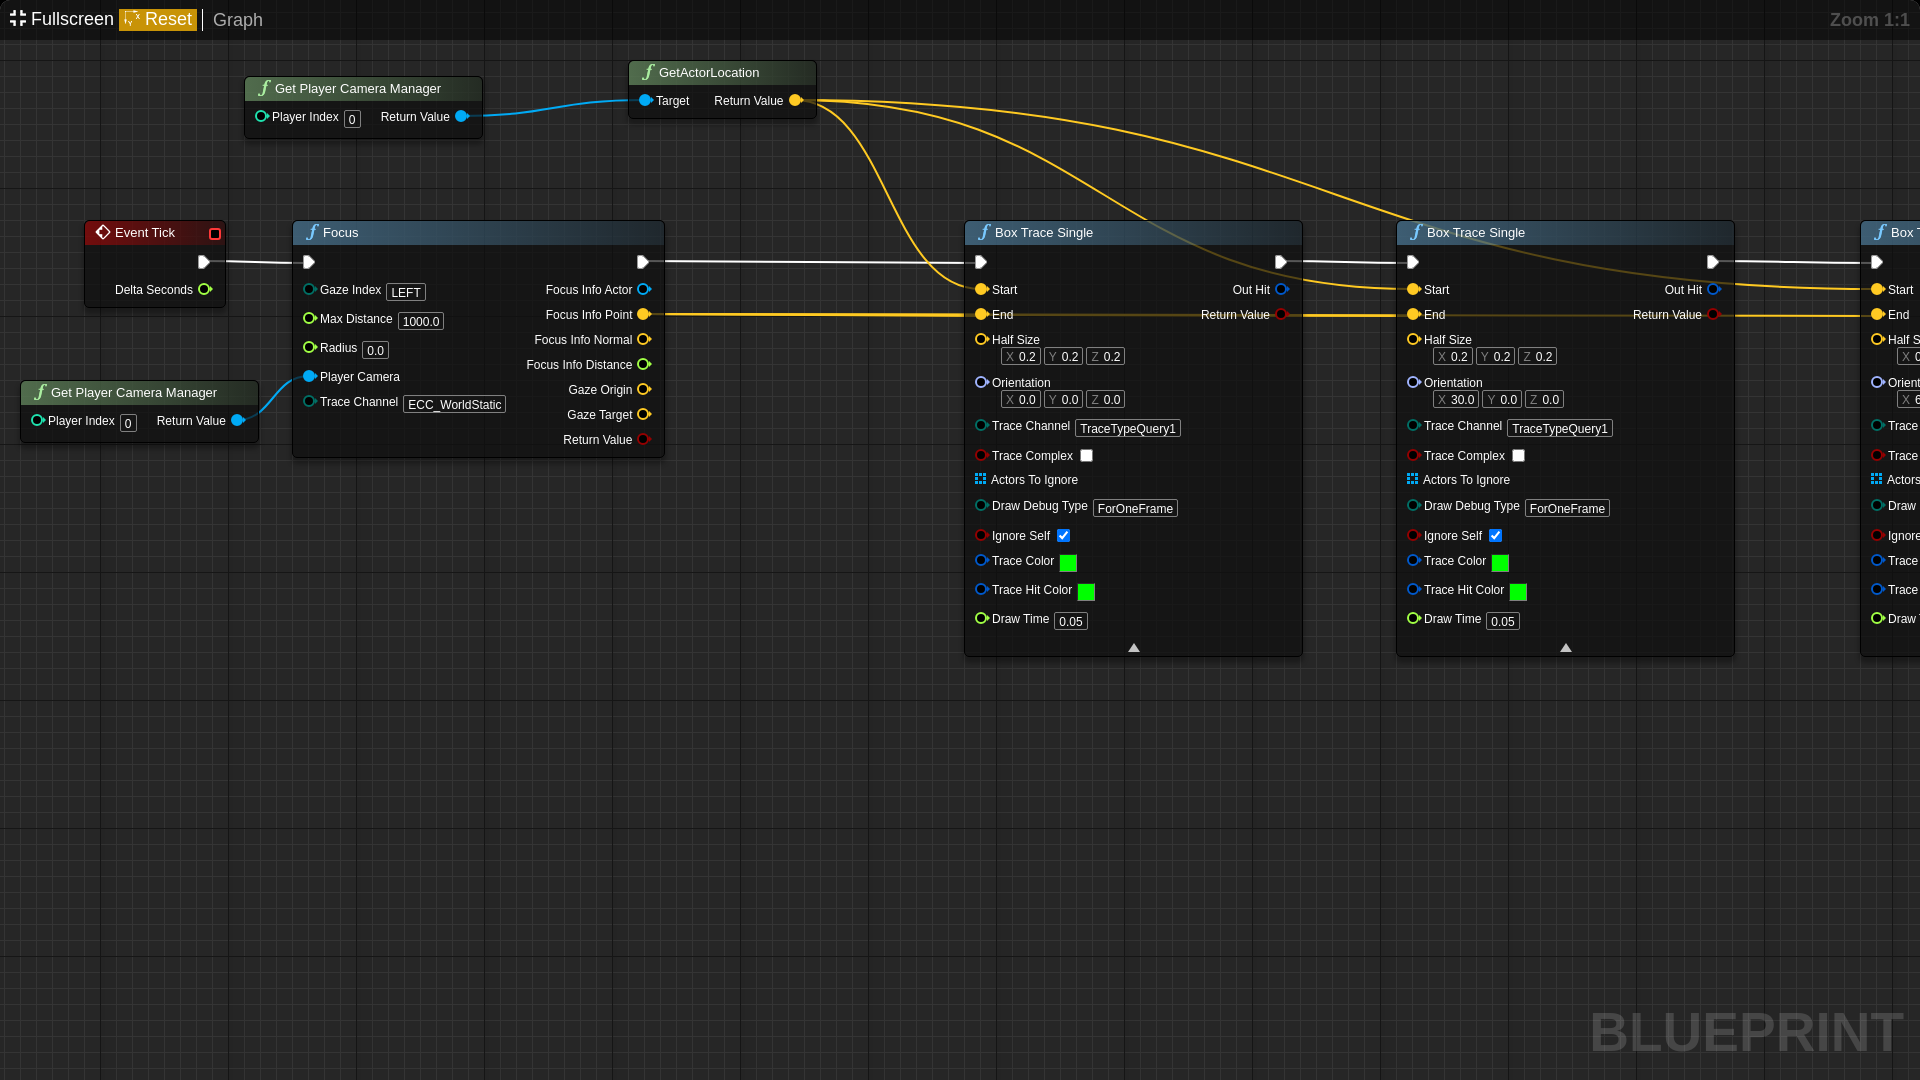 Fullscreen Reset Graph Zoom 1:1
Get Player Camera Manager
Player Index 0 Return Value
GetActorLocation
Target Return Value
Event Tick
Delta Seconds
Get Player Camera Manager
Player Index 0 Return Value
Focus
Gaze Index LEFT
Max Distance 1000.0
Radius 0.0
Player Camera
Trace Channel ECC_WorldStatic
Focus Info Actor
Focus Info Point
Focus Info Normal
Focus Info Distance
Gaze Origin
Gaze Target
Return Value
Box Trace Single
Start Out Hit
End Return Value
Half Size
X 0.2 Y 0.2 Z 0.2
Orientation
X 0.0 Y 0.0 Z 0.0
Trace Channel TraceTypeQuery1
Trace Complex
Actors To Ignore
Draw Debug Type ForOneFrame
Ignore Self
Trace Color
Trace Hit Color
Draw Time 0.05
Box Trace Single
Start Out Hit
End Return Value
Half Size
X 0.2 Y 0.2 Z 0.2
Orientation
X 30.0 Y 0.0 Z 0.0
Trace Channel TraceTypeQuery1
Trace Complex
Actors To Ignore
Draw Debug Type ForOneFrame
Ignore Self
Trace Color
Trace Hit Color
Draw Time 0.05
Box
Start
End
Half
X
X
Trace
Trace
Actors
Draw
Ignore
Trace
Trace
Draw
BLUEPRINT